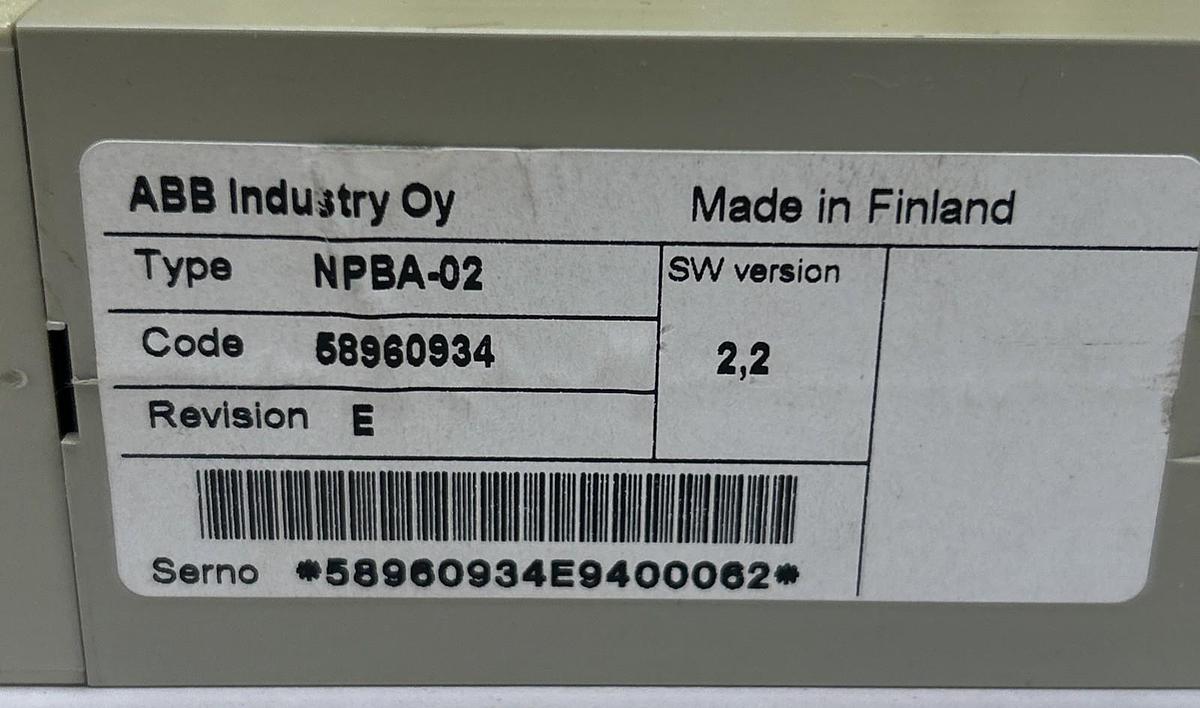 ABB Industry Oy Made in Finland
Type NPBA-02 SW version
Code 58960934 2,2
Revision E
Serno *58960934E9400062*